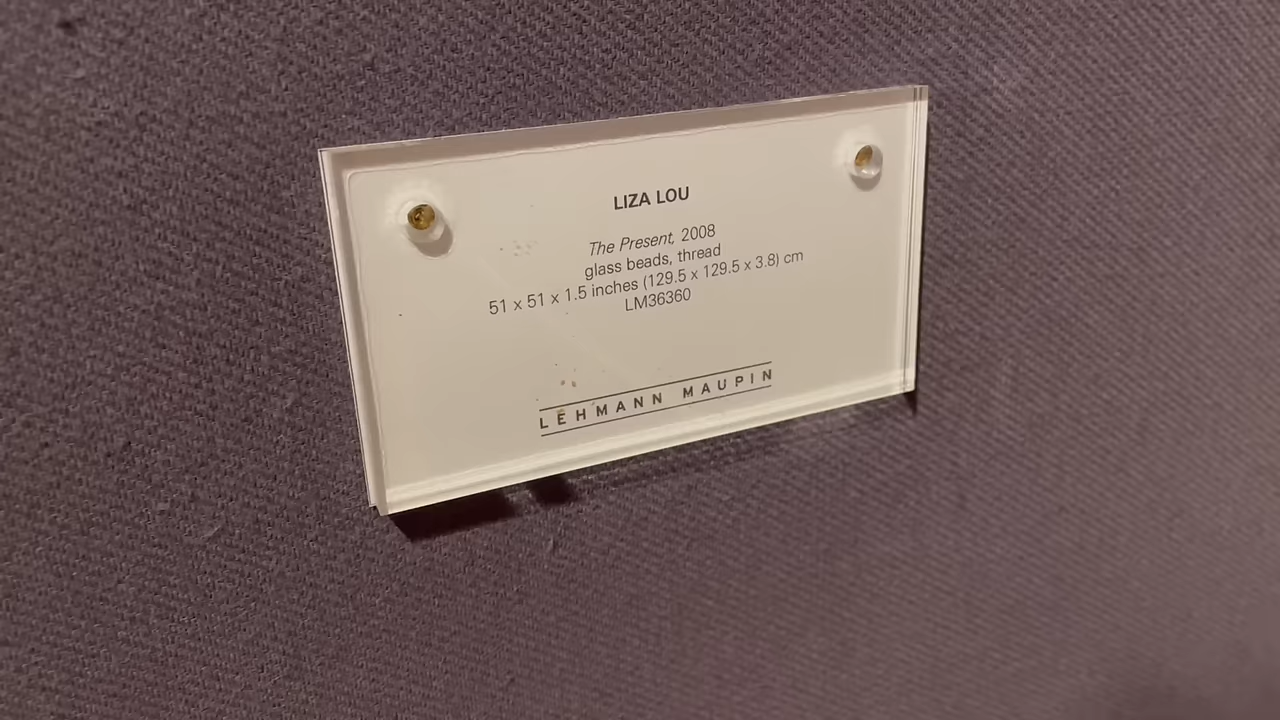 LIZA LOU
The Present, 2008
glass beads, thread
51 x 51 x 1.5 inches (129.5 x 129.5 x 3.8) cm
LM36360
LEHMANN MAUPIN